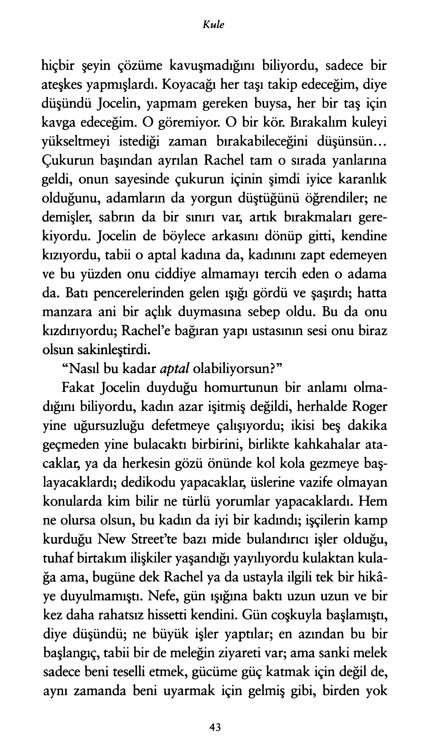 Kule
hiçbir şeyin çözüme kavuşmadığını biliyordu, sadece bir
ateşkes yapmışlardı. Koyacağı her taşı takip edeceğim, diye
düşündü Jocelin, yapmam gereken buysa, her bir taş için
kavga edeceğim. O göremiyor. O bir kör. Bırakalım kuleyi
yükseltmeyi istediği zaman bırakabileceğini düşünsün...
Çukurun başından ayrılan Rachel tam o sırada yanlarına
geldi, onun sayesinde çukurun içinin şimdi iyice karanlık
olduğunu, adamların da yorgun düştüğünü öğrendiler; ne
demişler, sabrın da bir sınırı var, artık bırakmaları gere-
kiyordu. Jocelin de böylece arkasını dönüp gitti, kendine
kızıyordu, tabii o aptal kadına da, kadınını zapt edemeyen
ve bu yüzden onu ciddiye almamayı tercih eden o adama
da. Batı pencerelerinden gelen ışığı gördü ve şaşırdı; hatta
manzara ani bir açlık duymasına sebep oldu. Bu da onu
kızdırıyordu; Rachel'e bağıran yapı ustasının sesi onu biraz
olsun sakinleştirdi.
"Nasıl bu kadar aptal olabiliyorsun?"
Fakat Jocelin duyduğu homurtunun bir anlamı olma-
dığını biliyordu, kadın azar işitmiş değildi, herhalde Roger
yine uğursuzluğu defetmeye çalışıyordu; ikisi beş dakika
geçmeden yine bulacaktı birbirini, birlikte kahkahalar ata-
caklar, ya da herkesin gözü önünde kol kola gezmeye baş-
layacaklardı; dedikodu yapacaklar, üslerine vazife olmayan
konularda kim bilir ne türlü yorumlar yapacaklardı. Hem
ne olursa olsun, bu kadın da iyi bir kadındı; işçilerin kamp
kurduğu New Street'te bazı mide bulandırıcı işler olduğu,
tuhaf birtakım ilişkiler yaşandığı yayılıyordu kulaktan kula-
ğa ama, bugüne dek Rachel ya da ustayla ilgili tek bir hikâ-
ye duyulmamıştı. Nefe, gün ışığına baktı uzun uzun ve bir
kez daha rahatsız hissetti kendini. Gün coşkuyla başlamıştı,
diye düşündü; ne büyük işler yaptılar; en azından bu bir
başlangıç, tabii bir de meleğin ziyareti var; ama sanki melek
sadece beni teselli etmek, gücüme güç katmak için değil de,
aynı zamanda beni uyarmak için gelmiş gibi, birden yok
43